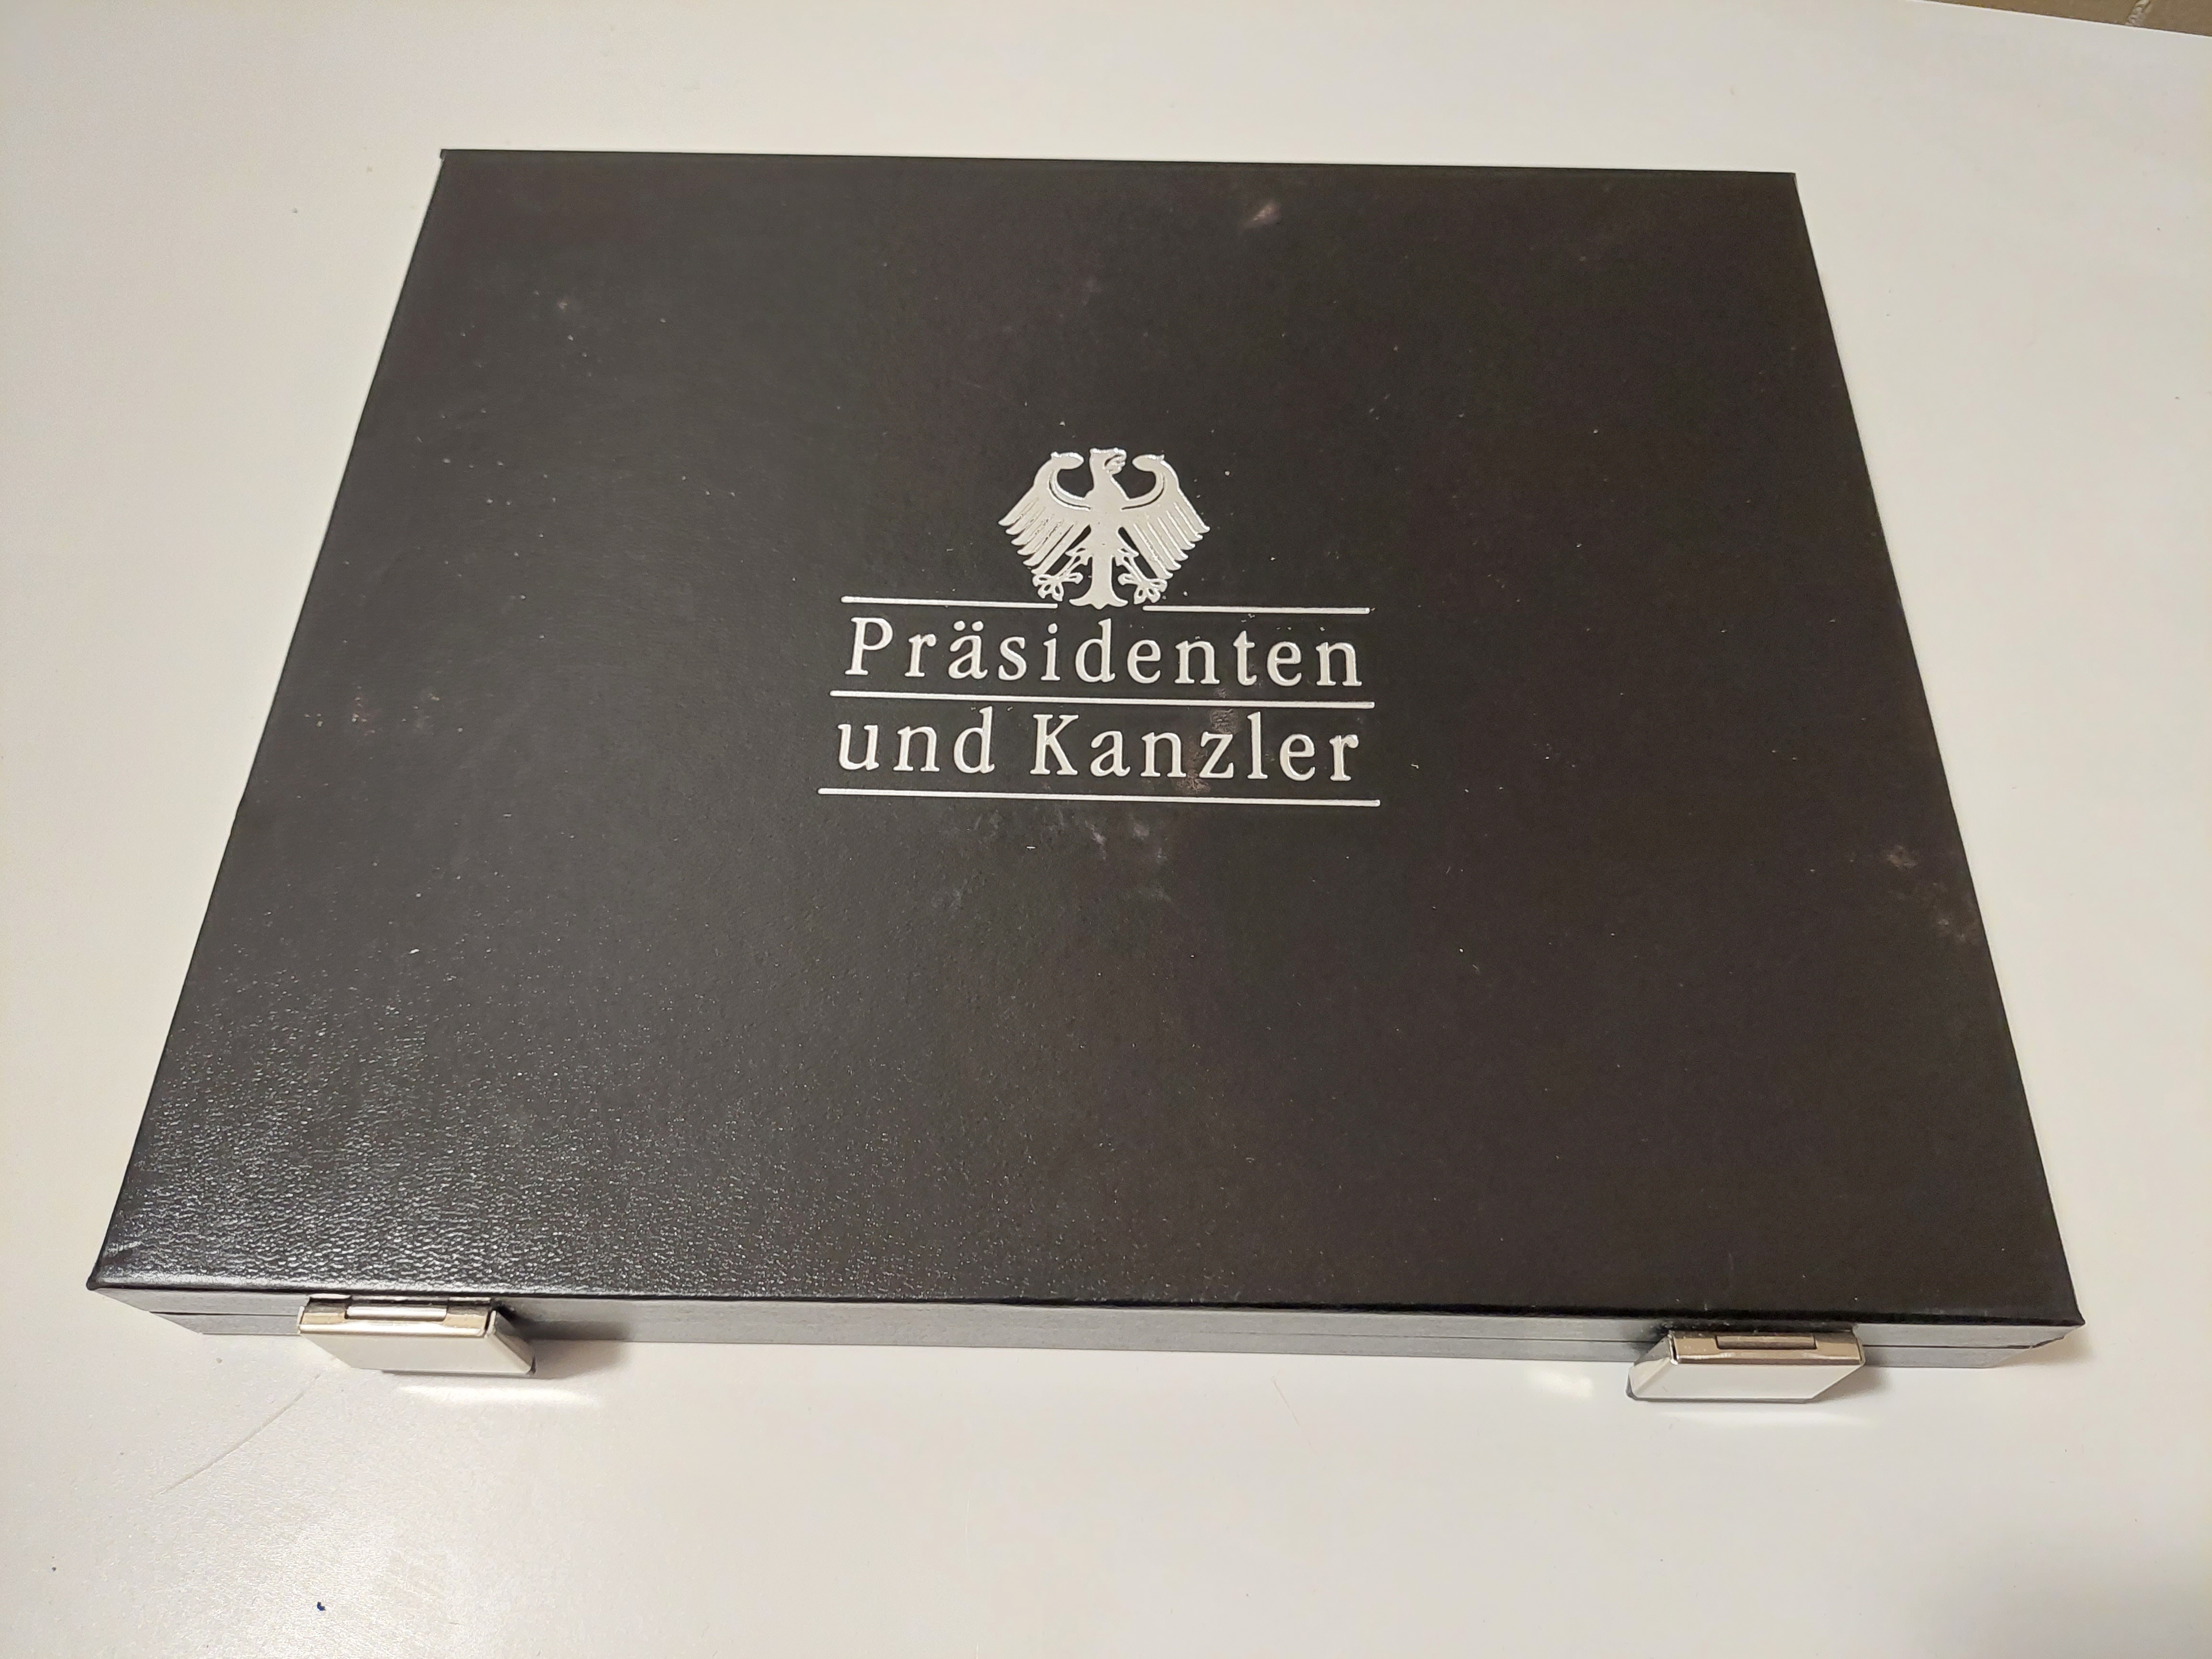 Präsidenten
und Kanzler